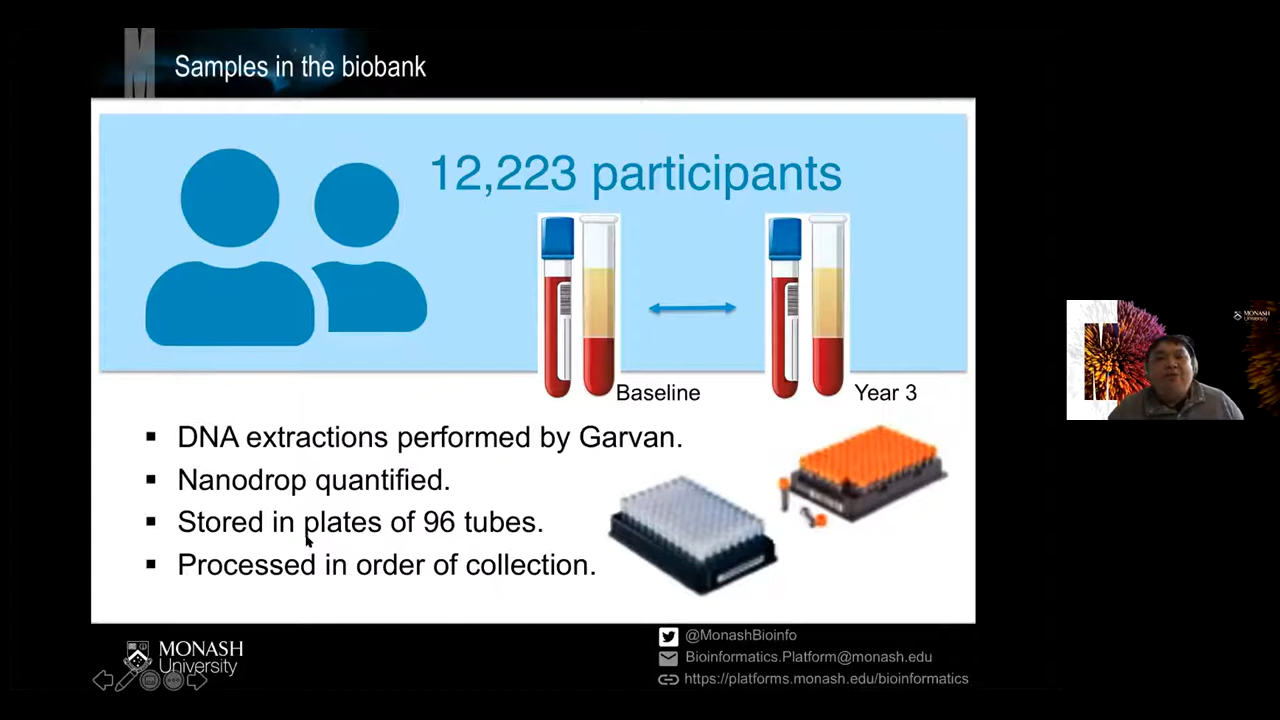 Samples in the biobank
12,223 participants
Baseline
Year 3
▪ DNA extractions performed by Garvan.
▪ Nanodrop quantified.
▪ Stored in plates of 96 tubes.
▪ Processed in order of collection.
MONASH
University
@MonashBioinfo
Bioinformatics.Platform@monash.edu
https://platforms.monash.edu/bioinformatics
MONASH
University